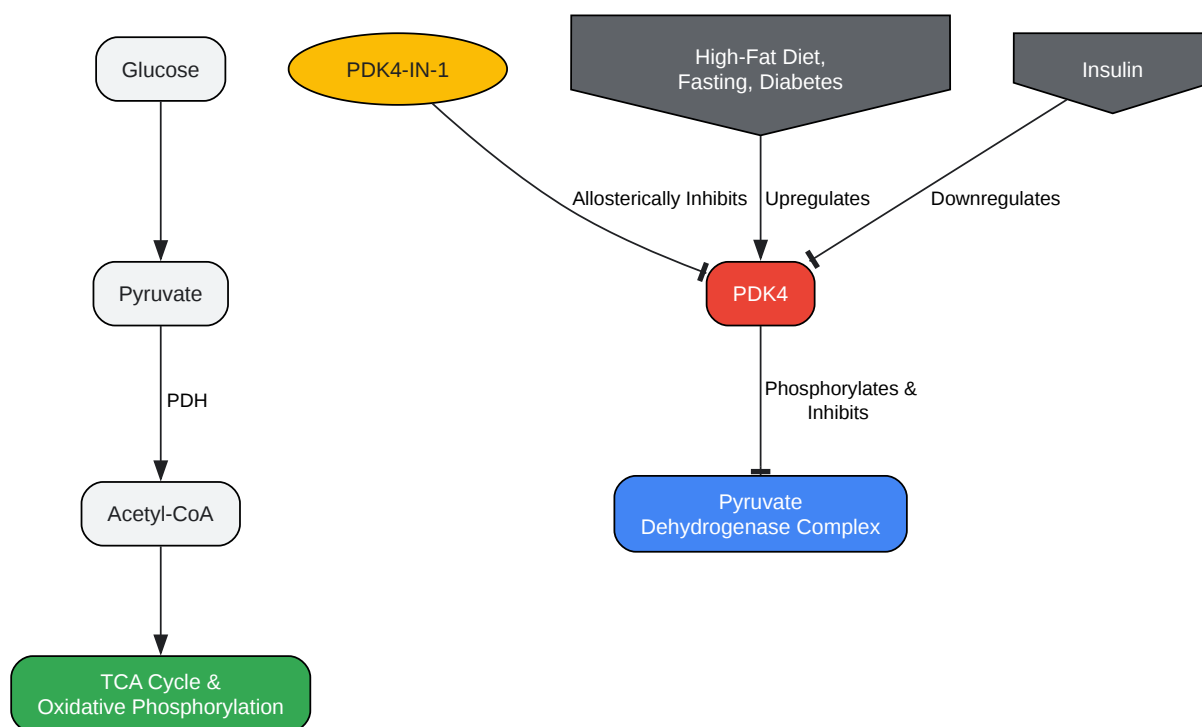 Glucose
PDK4-IN-1
High-Fat Diet,
Fasting, Diabetes
Insulin
Allosterically Inhibits
Upregulates
Downregulates
Pyruvate
PDK4
PDH
Phosphorylates &
Inhibits
Acetyl-CoA
Pyruvate
Dehydrogenase Complex
TCA Cycle &
Oxidative Phosphorylation